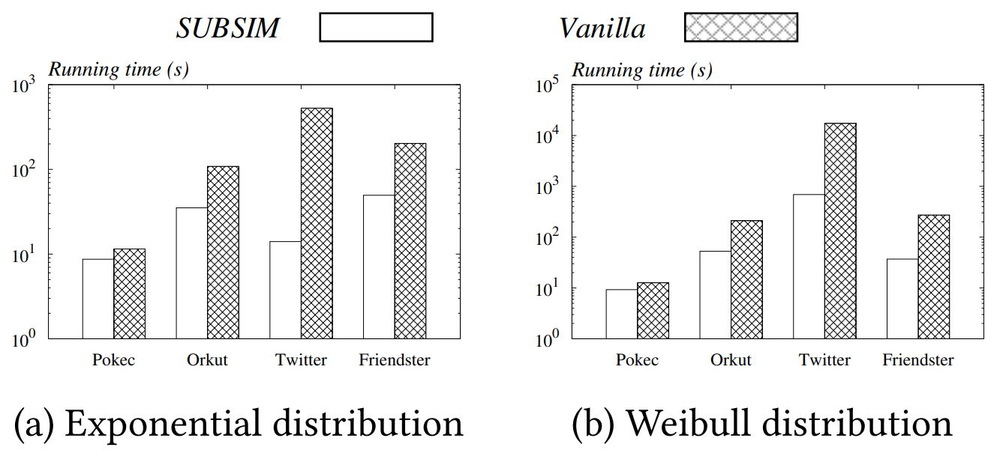 SUBSIM
Vanilla
Running time (s)
10^3
10^2
10^1
10^0
Pokec Orkut Twitter Friendster
(a) Exponential distribution
Running time (s)
10^5
10^4
10^3
10^2
10^1
10^0
Pokec Orkut Twitter Friendster
(b) Weibull distribution